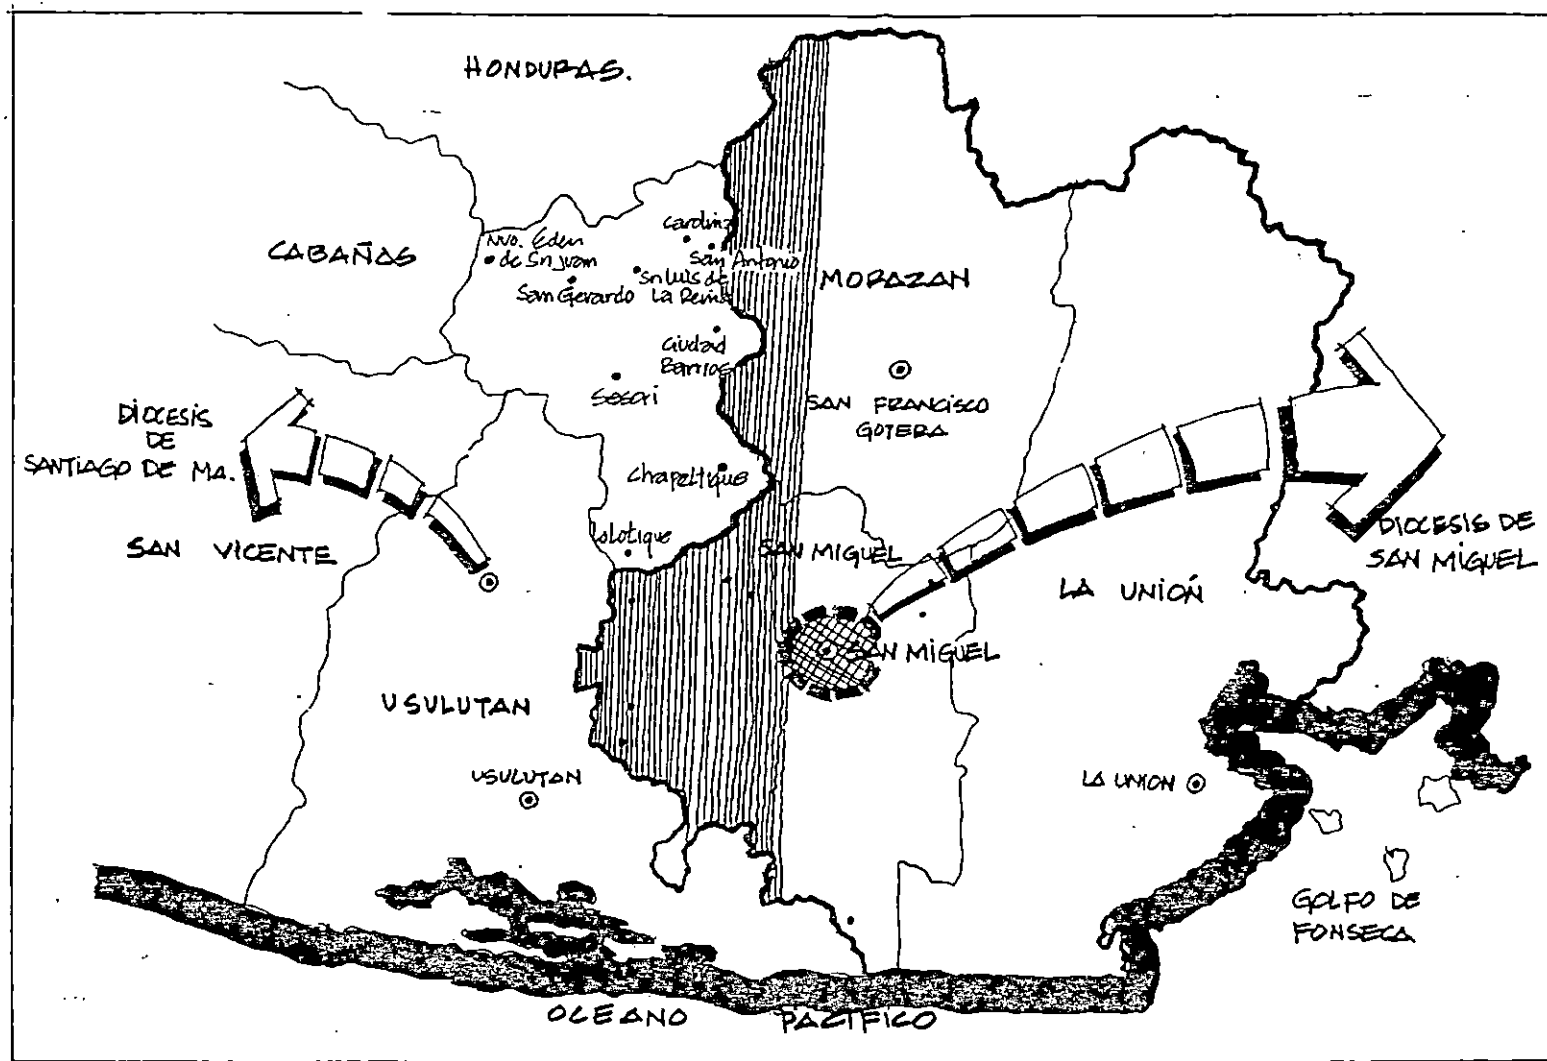 HONDURAS.
CABAÑAS
Nvo. Eden
de Sn Juan
San Gerardo
Carolina
San Antonio
Sn Luis de
La Reina
MORAZAN
Ciudad
Barrios
Sesori
SAN FRANCISCO
GOTERA
DIOCESIS
DE
SANTIAGO DE MA.
Chapeltique
SAN VICENTE
Lolotique
SAN MIGUEL
DIOCESIS DE
SAN MIGUEL
LA UNIÓN
SAN MIGUEL
USULUTAN
USULUTAN
LA UNION
GOLFO DE
FONSECA
OCEANO PACIFICO